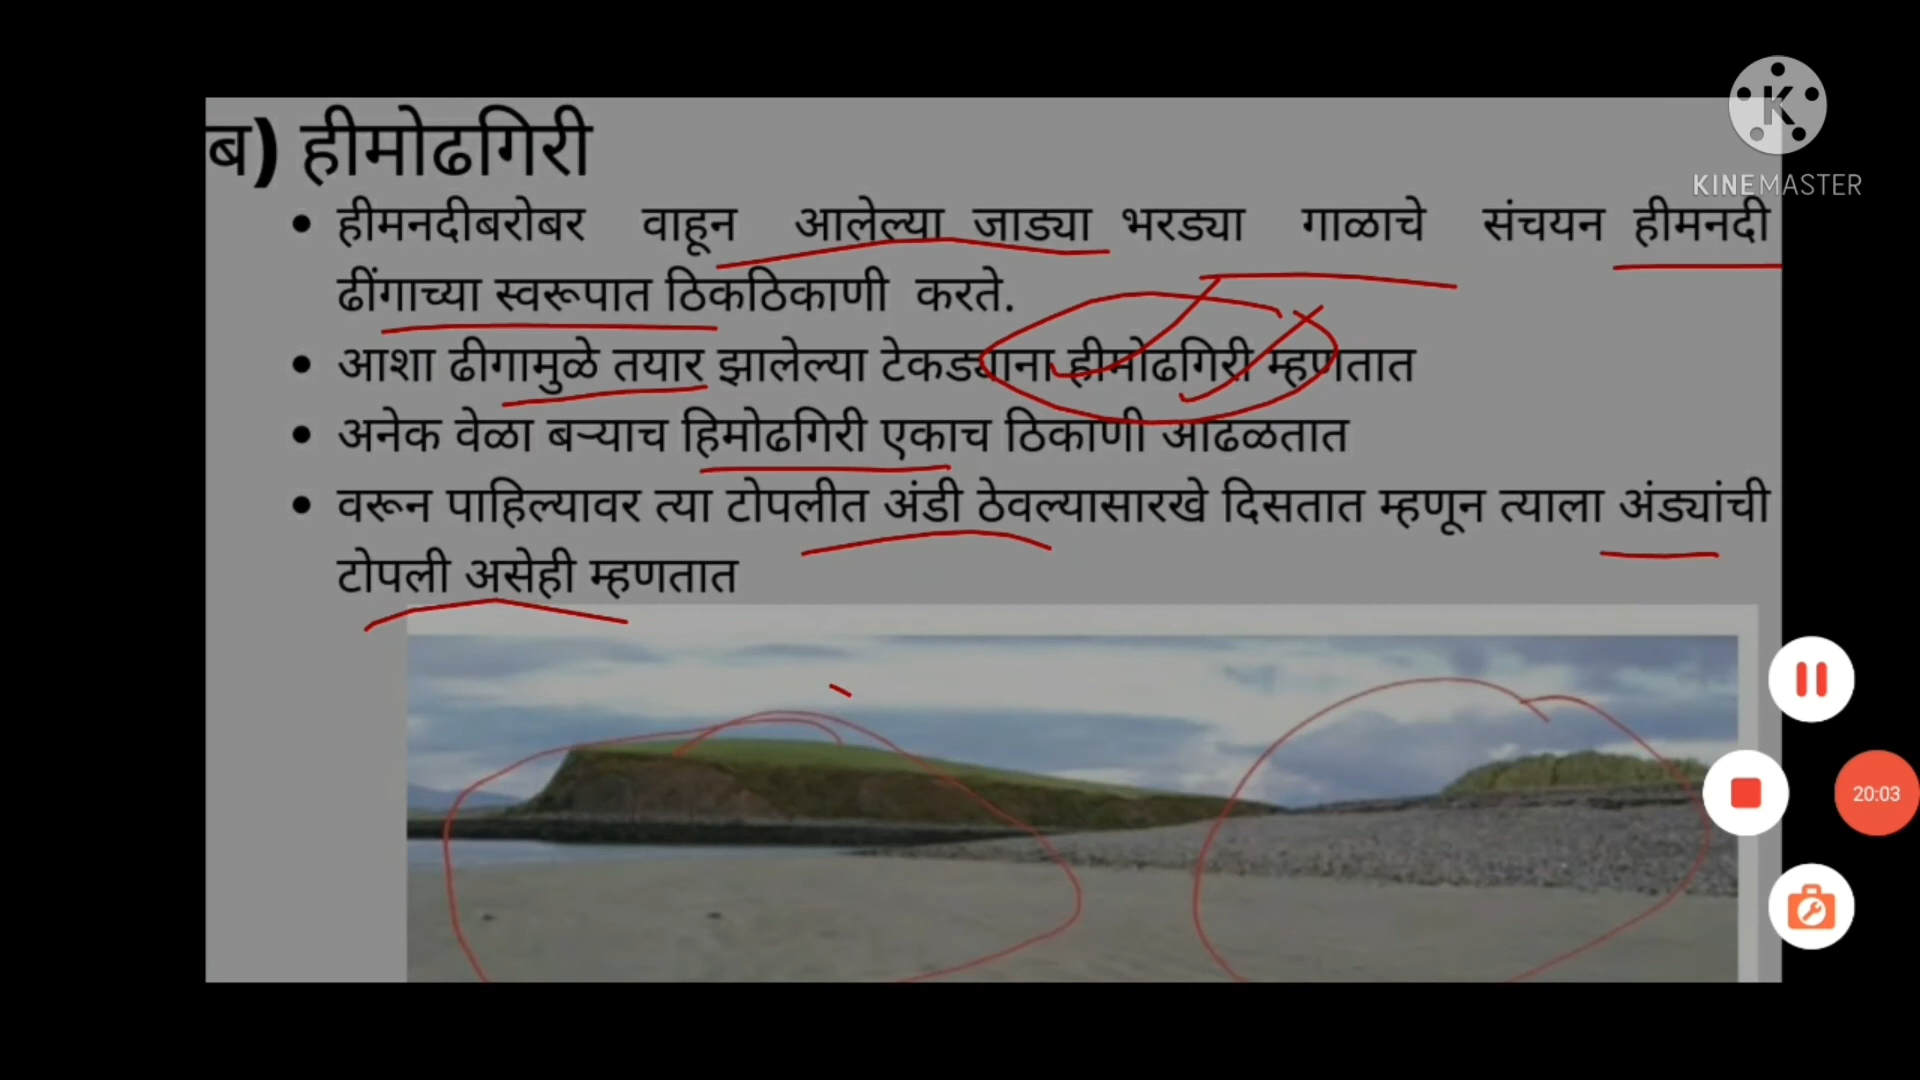 ब) हीमोढगिरी
KINEMASTER
• हीमनदीबरोबर वाहून आलेल्या जाड्या भरड्या गाळाचे संचयन हीमनदी
ढींगाच्या स्वरूपात ठिकठिकाणी करते.
• आशा ढीगामुळे तयार झालेल्या टेकड्याना हीमोढगिरी म्हणतात
• अनेक वेळा बऱ्याच हिमोढगिरी एकाच ठिकाणी आढळतात
• वरून पाहिल्यावर त्या टोपलीत अंडी ठेवल्यासारखे दिसतात म्हणून त्याला अंड्यांची
टोपली असेही म्हणतात
20:03